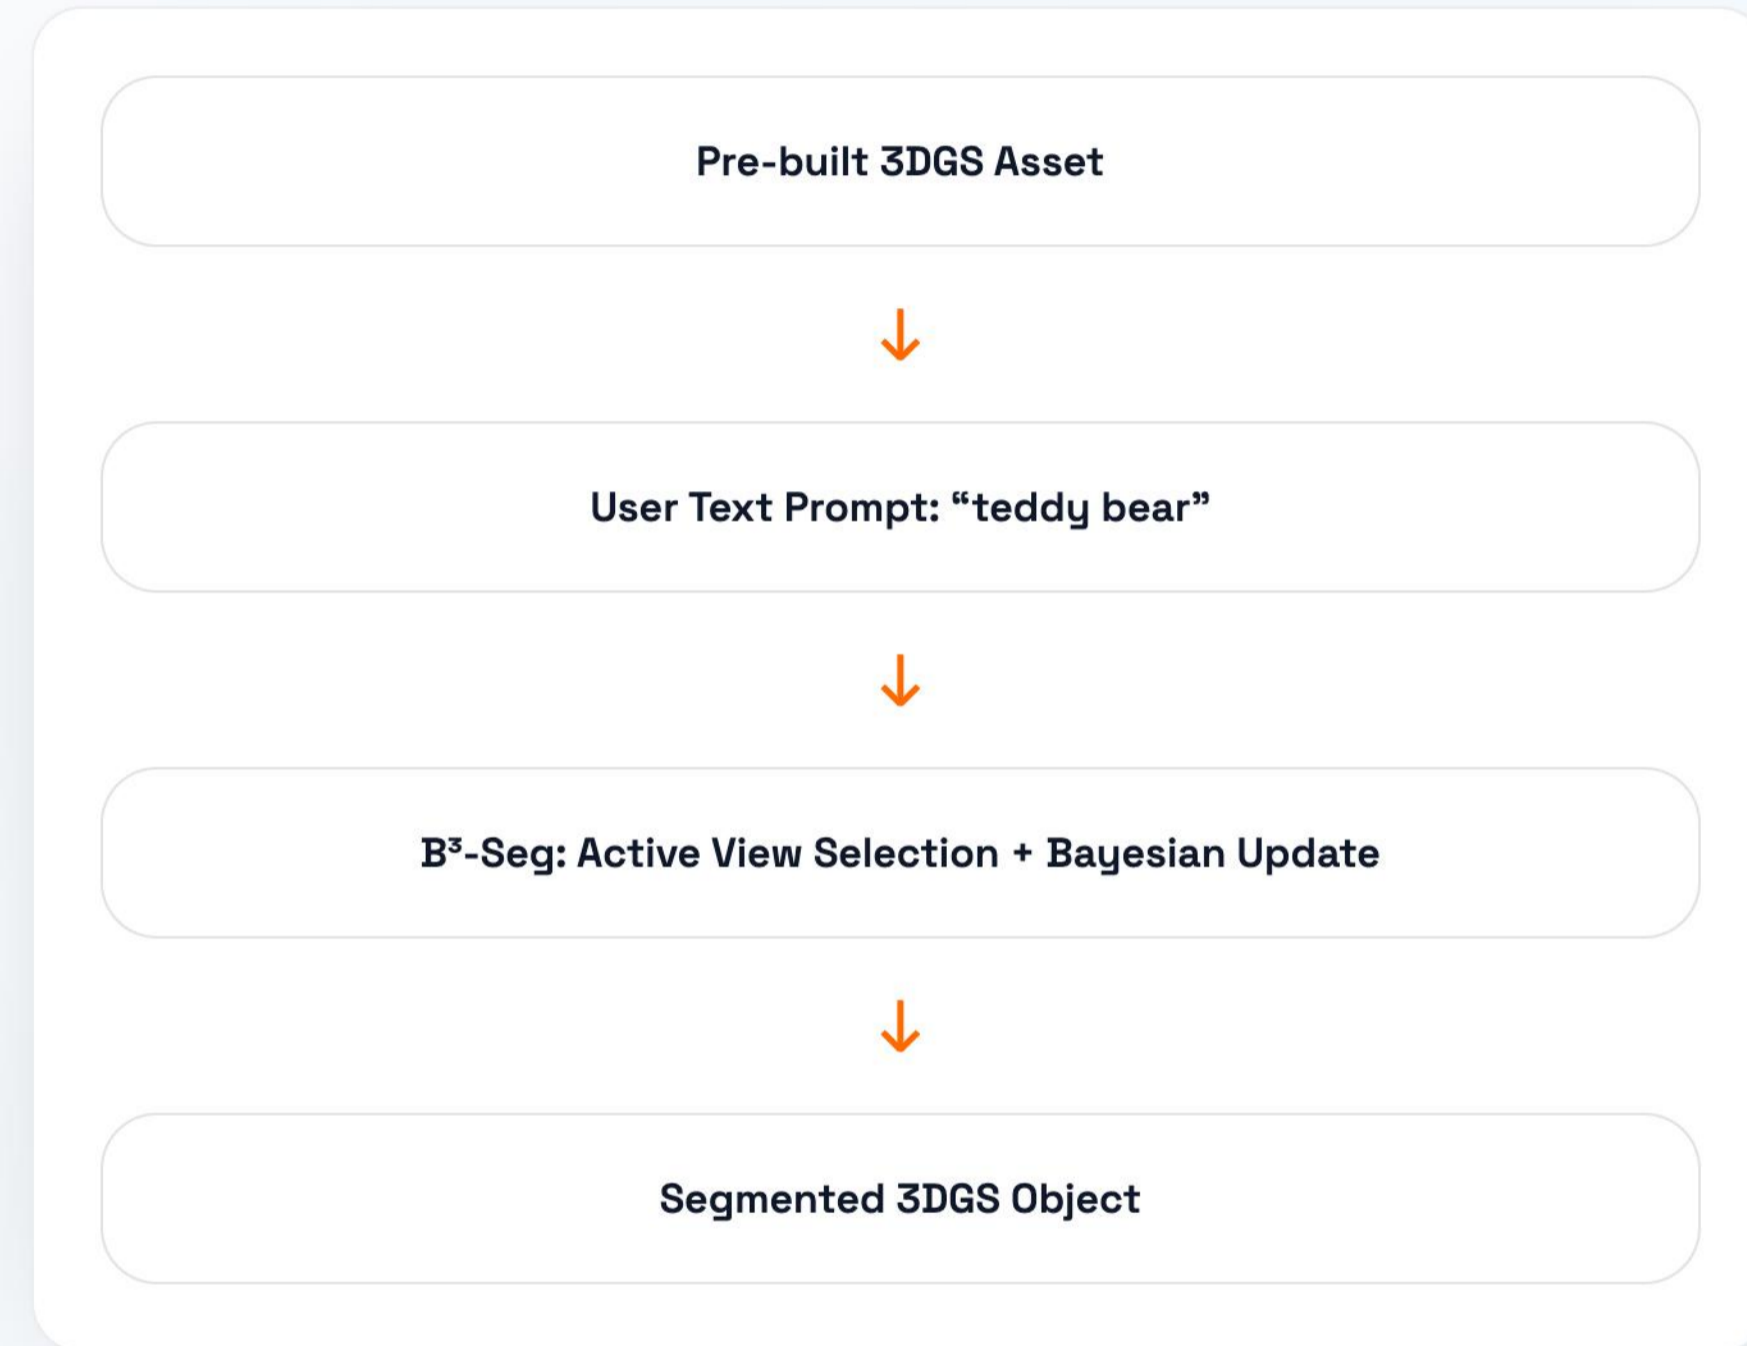 Pre-built 3DGS Asset
↓
User Text Prompt: “teddy bear”
↓
B³-Seg: Active View Selection + Bayesian Update
↓
Segmented 3DGS Object